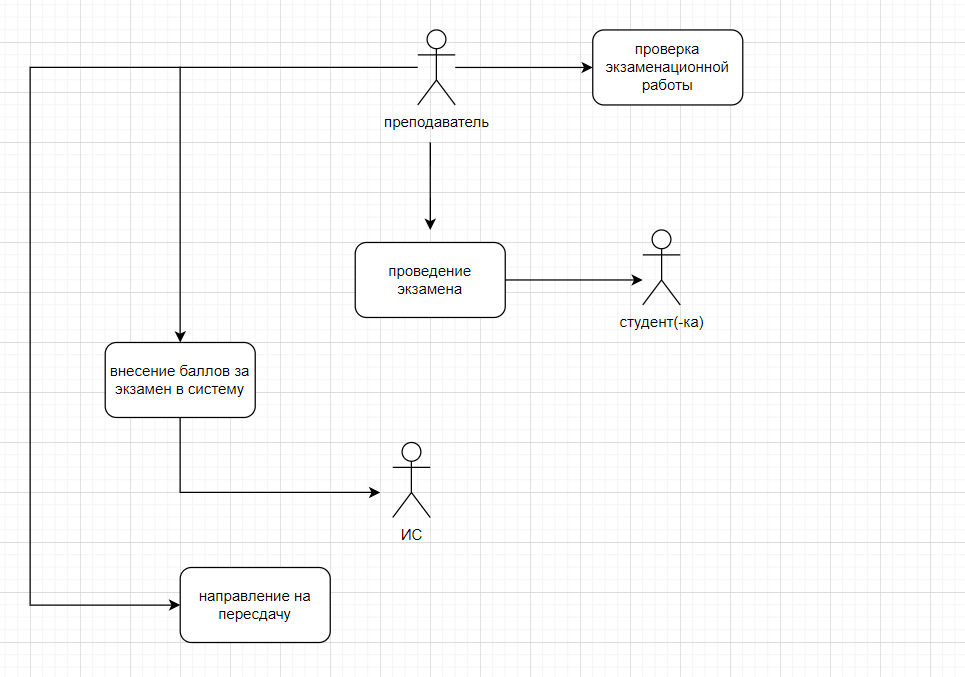 проверка
экзаменационной
работы
преподаватель
проведение
экзамена
студент(-ка)
внесение баллов за
экзамен в систему
ИС
направление на
пересдачу